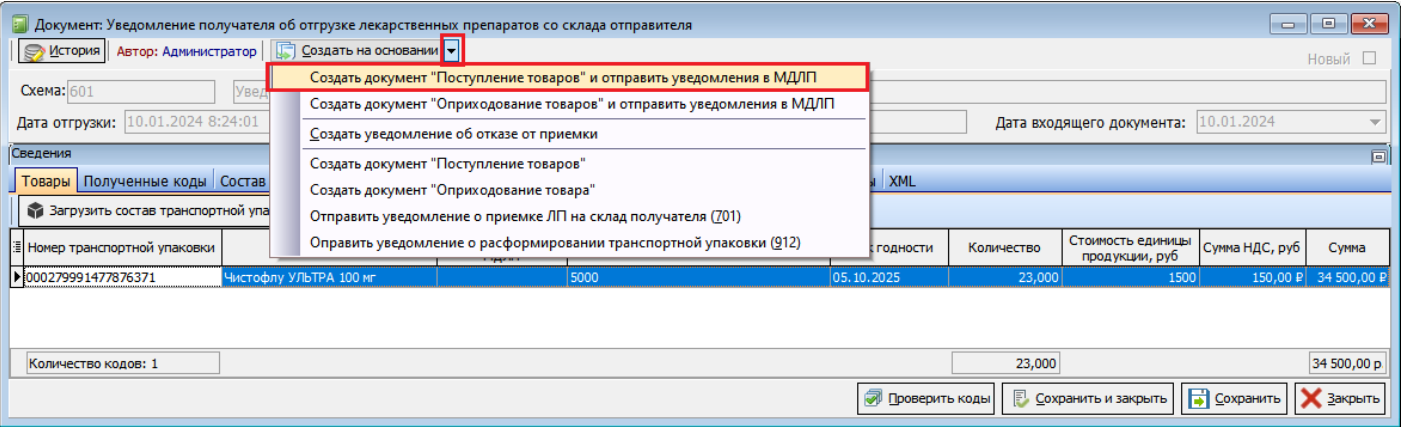 Документ: Уведомление получателя об отгрузке лекарственных препаратов со склада отправителя
История Автор: Администратор Создать на основании
Новый
Создать документ "Поступление товаров" и отправить уведомления в МДЛП
Схема: 601 Увед
Создать документ "Оприходование товаров" и отправить уведомления в МДЛП
Дата отгрузки: 10.01.2024 8:24:01 Дата входящего документа: 10.01.2024
Создать уведомление об отказе от приемки
Сведения
Создать документ "Поступление товаров"
Товары Полученные коды Состав XML
Создать документ "Оприходование товара"
Загрузить состав транспортной упа
Отправить уведомление о приемке ЛП на склад получателя (701)
Оправить уведомление о расформировании транспортной упаковки (912)
Номер транспортной упаковки годности Количество Стоимость единицы продукции, руб Сумма НДС, руб Сумма
000279991477876371 Чистофлу УЛЬТРА 100 мг 5000 05.10.2025 23,000 1500 150,00 ₽ 34 500,00 ₽
Количество кодов: 1 23,000 34 500,00 р
Проверить коды Сохранить и закрыть Сохранить Закрыть